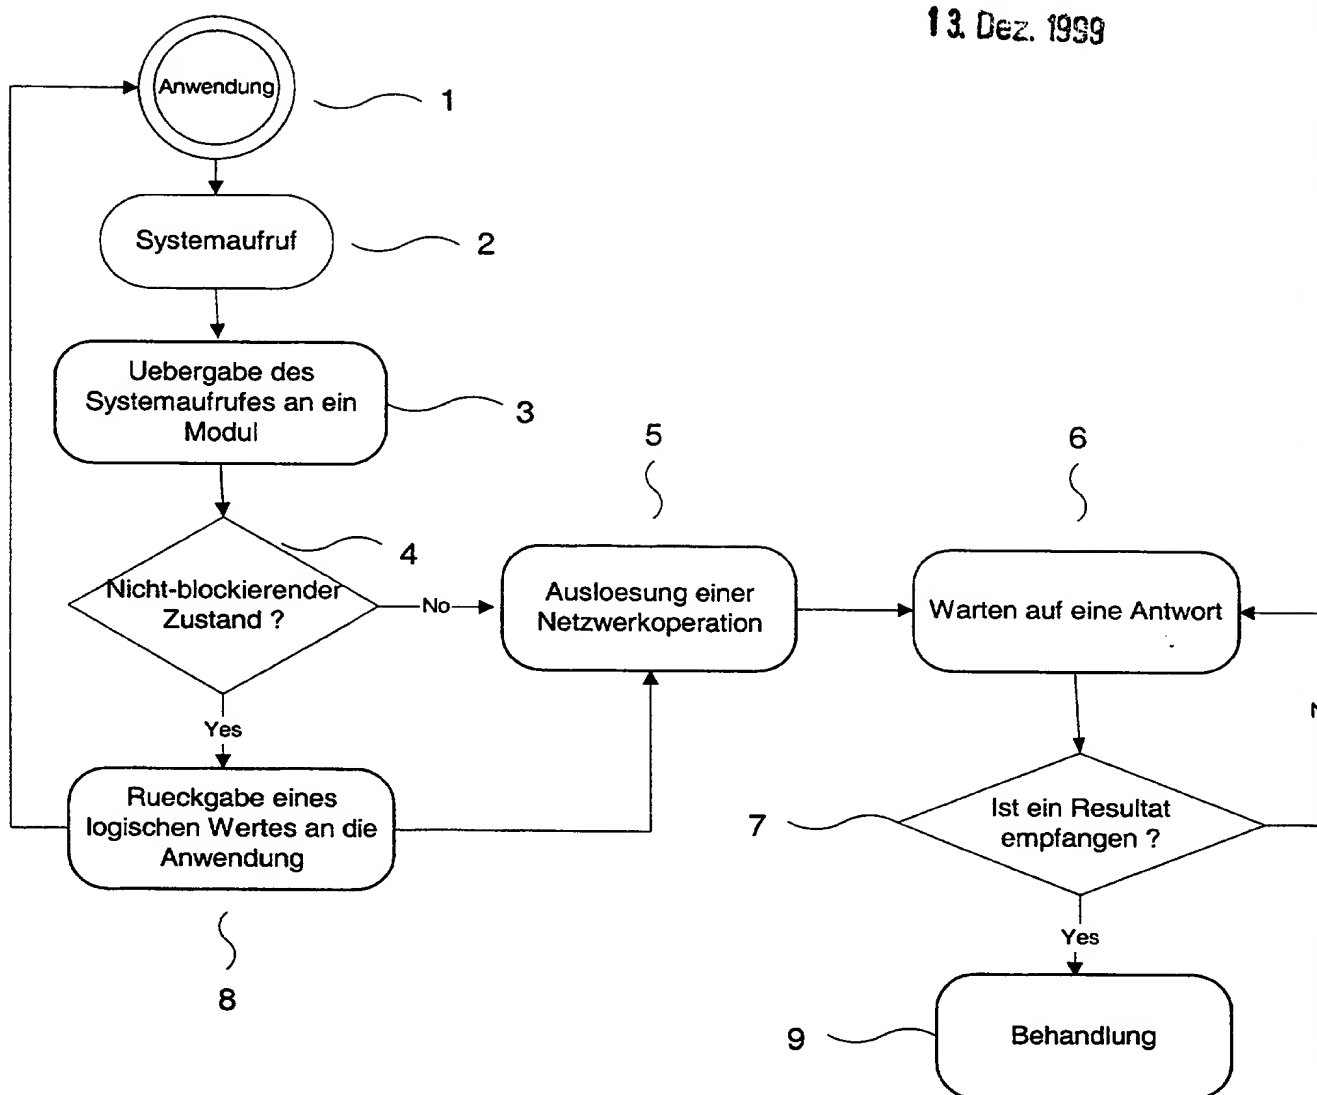 13. Dez. 1999
Anwendung
1
Systemaufruf
2
Uebergabe des
Systemaufrufes an ein
Modul
3
4
Nicht-blockierender
Zustand ?
No
5
Ausloesung einer
Netzwerkoperation
6
Warten auf eine Antwort
Yes
Rueckgabe eines
logischen Wertes an die
Anwendung
8
7
Ist ein Resultat
empfangen ?
Yes
9
Behandlung